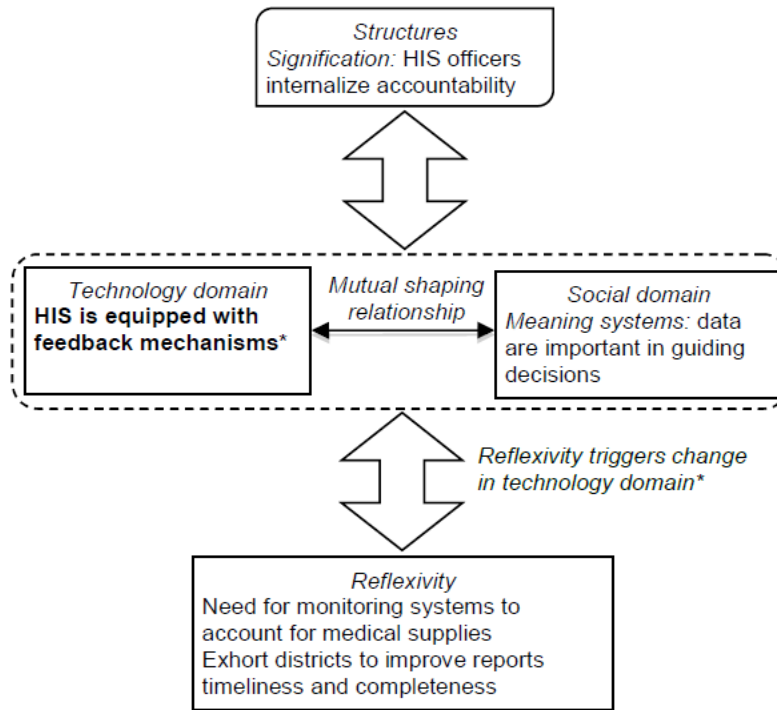 Structures
Signification: HIS officers
internalize accountability
Technology domain
HIS is equipped with
feedback mechanisms*
Mutual shaping
relationship
Social domain
Meaning systems: data
are important in guiding
decisions
Reflexivity triggers change
in technology domain*
Reflexivity
Need for monitoring systems to
account for medical supplies
Exhort districts to improve reports
timeliness and completeness